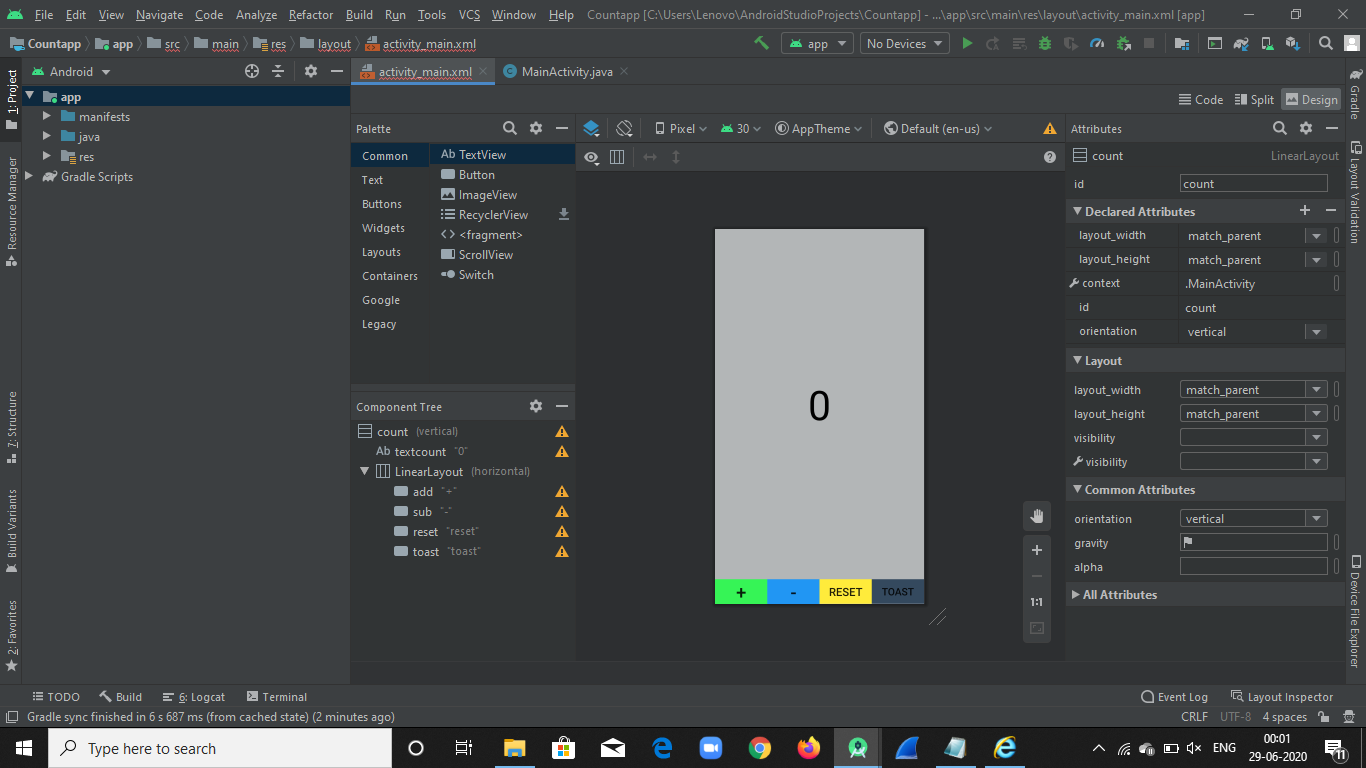 File Edit View Navigate Code Analyze Refactor Build Run Tools VCS Window Help Countapp [C:\Users\Lenovo\AndroidStudioProjects\Countapp] - ...\app\src\main\res\layout\activity_main.xml [app]
Countapp app src main res layout activity_main.xml app No Devices
1: Project
Resource Manager
7: Structure
Build Variants
2: Favorites
Android
app
manifests
java
res
Gradle Scripts
activity_main.xml MainActivity.java
Code Split Design
Palette
Common
Text
Buttons
Widgets
Layouts
Containers
Google
Legacy
Ab TextView
Button
ImageView
RecyclerView
<> <fragment>
ScrollView
Switch
Component Tree
count (vertical)
Ab textcount "0"
LinearLayout (horizontal)
add "+"
sub "-"
reset "reset"
toast "toast"
Pixel 30 AppTheme Default (en-us)
0
+ - RESET TOAST
1:1
Attributes
count LinearLayout
id count
Declared Attributes
layout_width match_parent
layout_height match_parent
context .MainActivity
id count
orientation vertical
Layout
layout_width match_parent
layout_height match_parent
visibility
visibility
Common Attributes
orientation vertical
gravity
alpha
All Attributes
Gradle
Layout Validation
Device File Explorer
TODO Build 6: Logcat Terminal Event Log Layout Inspector
Gradle sync finished in 6 s 687 ms (from cached state) (2 minutes ago) CRLF UTF-8 4 spaces
Type here to search
ENG
00:01
29-06-2020
11